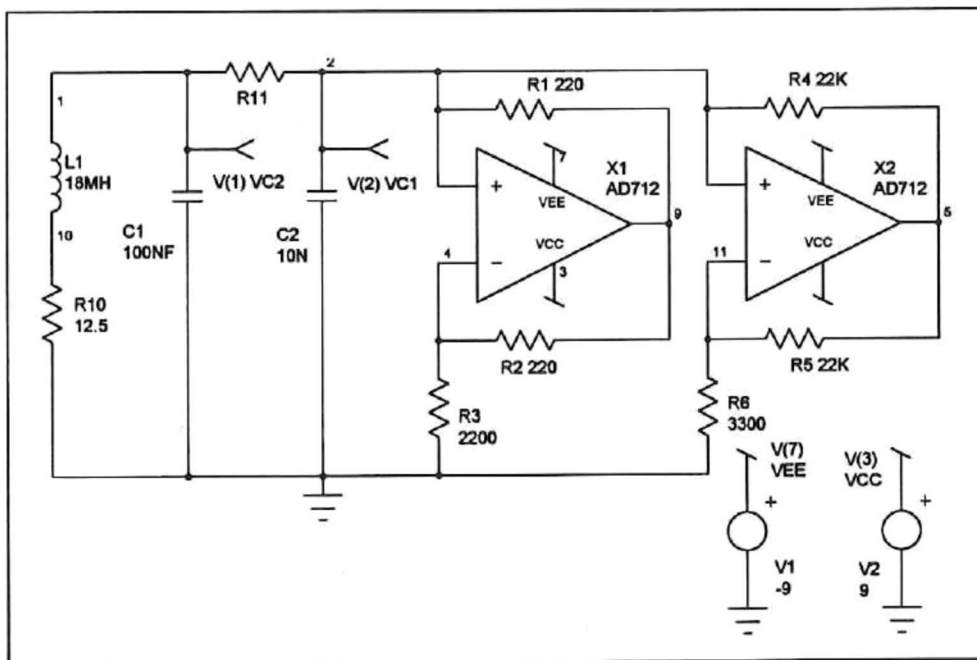 1
R11
2
R1 220
R4 22K
L1
18MH
V(1) VC2
V(2) VC1
7
X1
AD712
X2
AD712
+
VEE
+
VEE
10
C1
100NF
C2
10N
4
VCC
9
11
VCC
5
−
3
−
R10
12.5
R2 220
R5 22K
R3
2200
R6
3300
V(7)
VEE
V(3)
VCC
+
+
V1
-9
V2
9